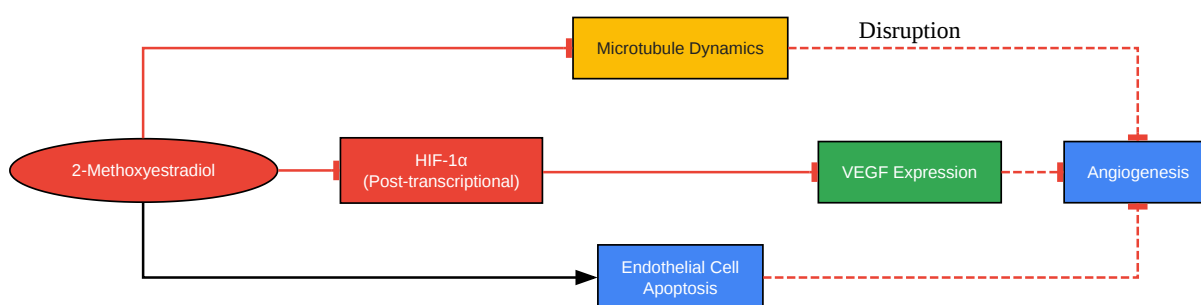 Disruption
Microtubule Dynamics
2-Methoxyestradiol
HIF-1α
(Post-transcriptional)
VEGF Expression
Angiogenesis
Endothelial Cell
Apoptosis